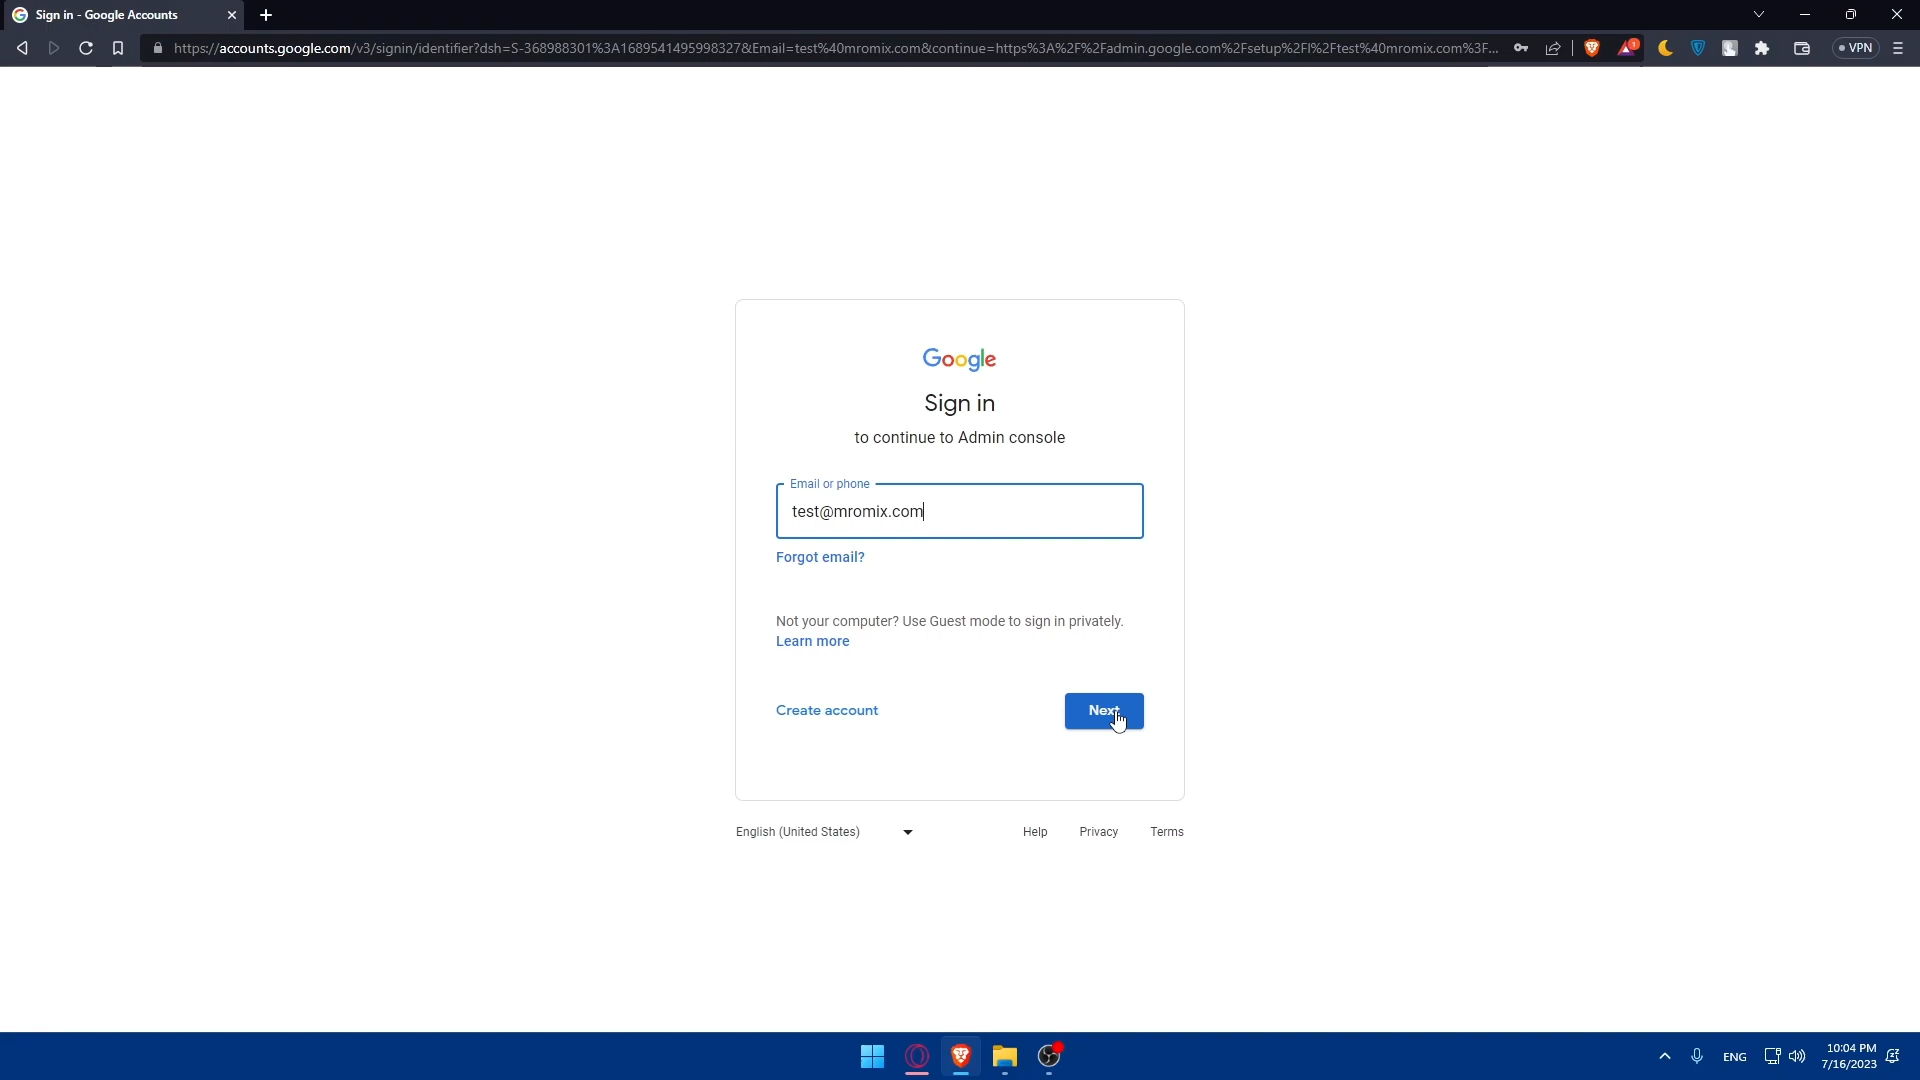 Sign in - Google Accounts
https://accounts.google.com/v3/signin/identifier?dsh=S-368988301%3A1689541495998327&Email=test%40mromix.com&continue=https%3A%2F%2Fadmin.google.com%2Fsetup%2Fl%2Ftest%40mromix.com%3F...
1
VPN
Google
Sign in
to continue to Admin console
Email or phone
test@mromix.com
Forgot email?
Not your computer? Use Guest mode to sign in privately.
Learn more
Create account
Next
English (United States)
Help
Privacy
Terms
ENG
10:04 PM
7/16/2023